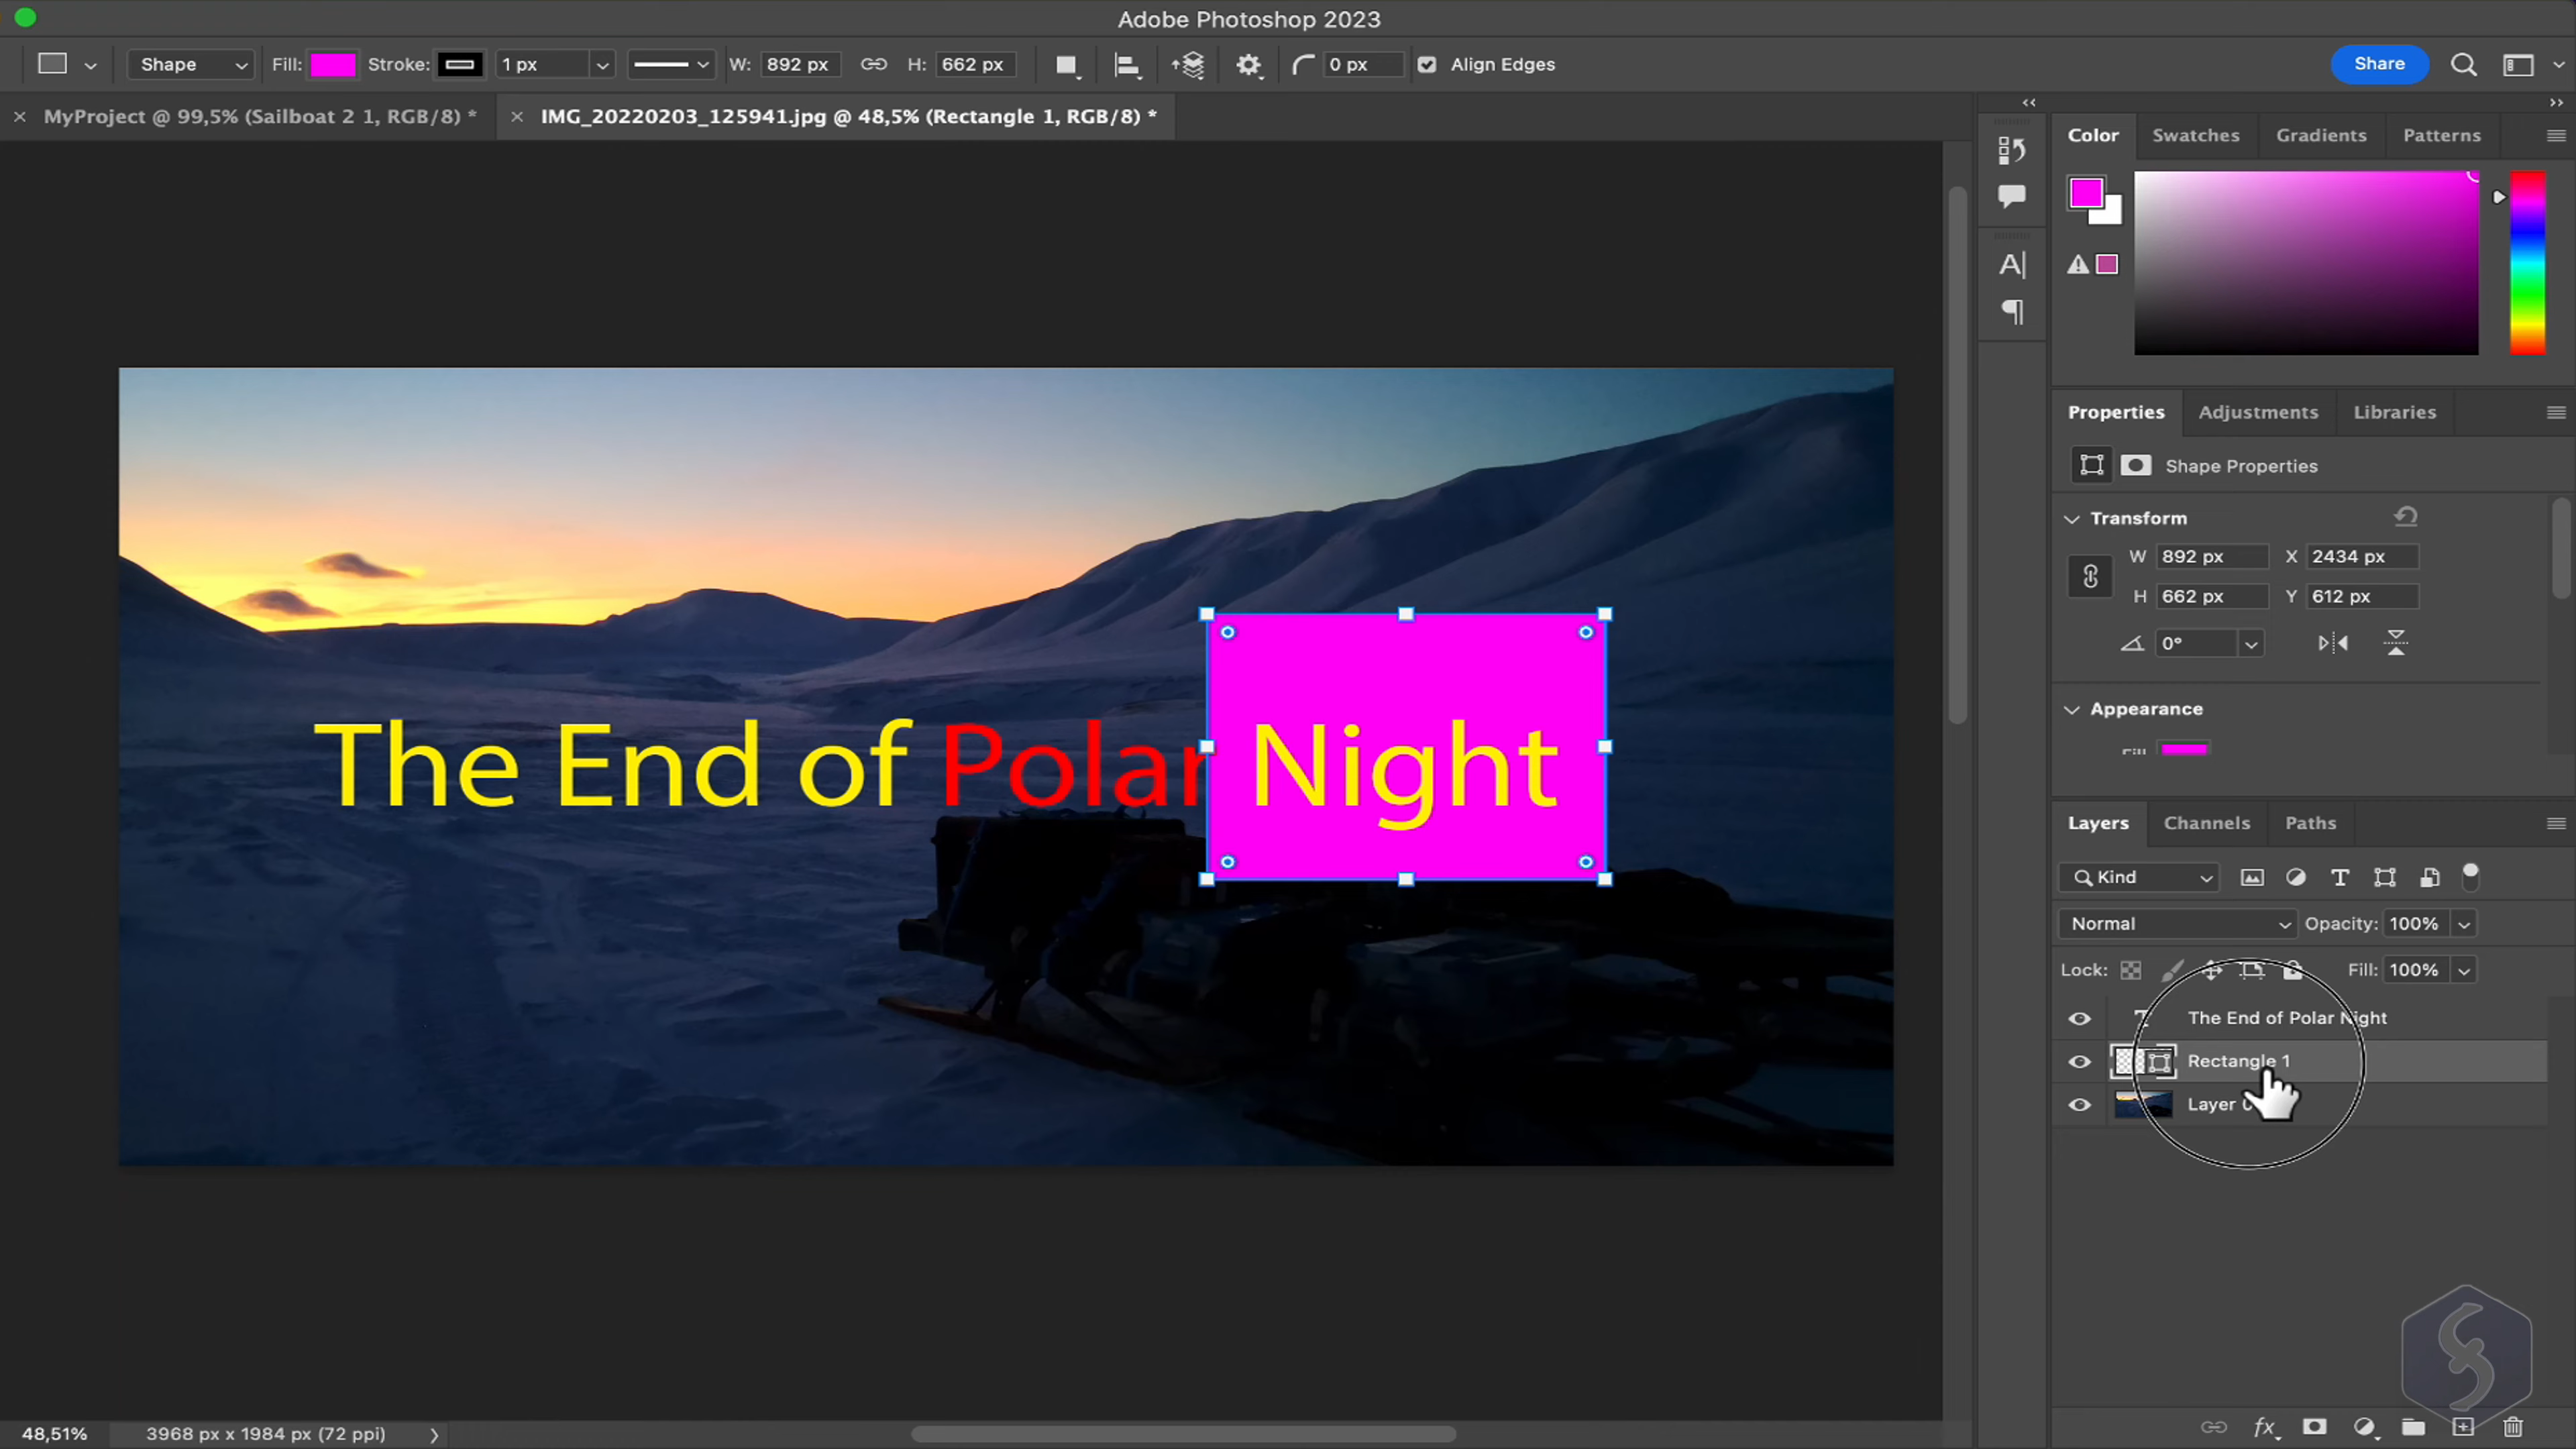 Adobe Photoshop 2023
Shape Fill: Stroke: 1 px W: 892 px H: 662 px 0 px Align Edges Share
MyProject @ 99,5% (Sailboat 2 1, RGB/8) * IMG_20220203_125941.jpg @ 48,5% (Rectangle 1, RGB/8) *
Color Swatches Gradients Patterns
Properties Adjustments Libraries
Shape Properties
Transform
W 892 px X 2434 px
H 662 px Y 612 px
0°
Appearance
Fill
The End of Polar Night
Layers Channels Paths
Kind
Normal Opacity: 100%
Lock: Fill: 100%
The End of Polar Night
Rectangle 1
Layer
48,51% 3968 px x 1984 px (72 ppi)
fx